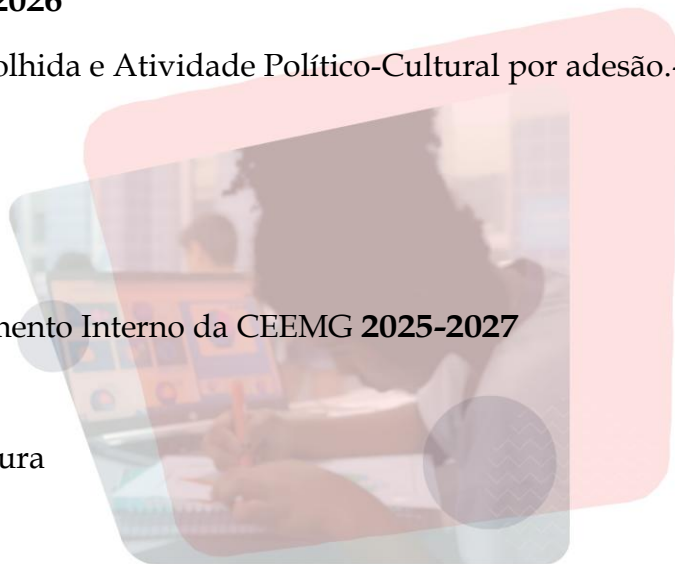 2026
olhida e Atividade Político-Cultural por adesão.-
mento Interno da CEEMG 2025-2027
ura